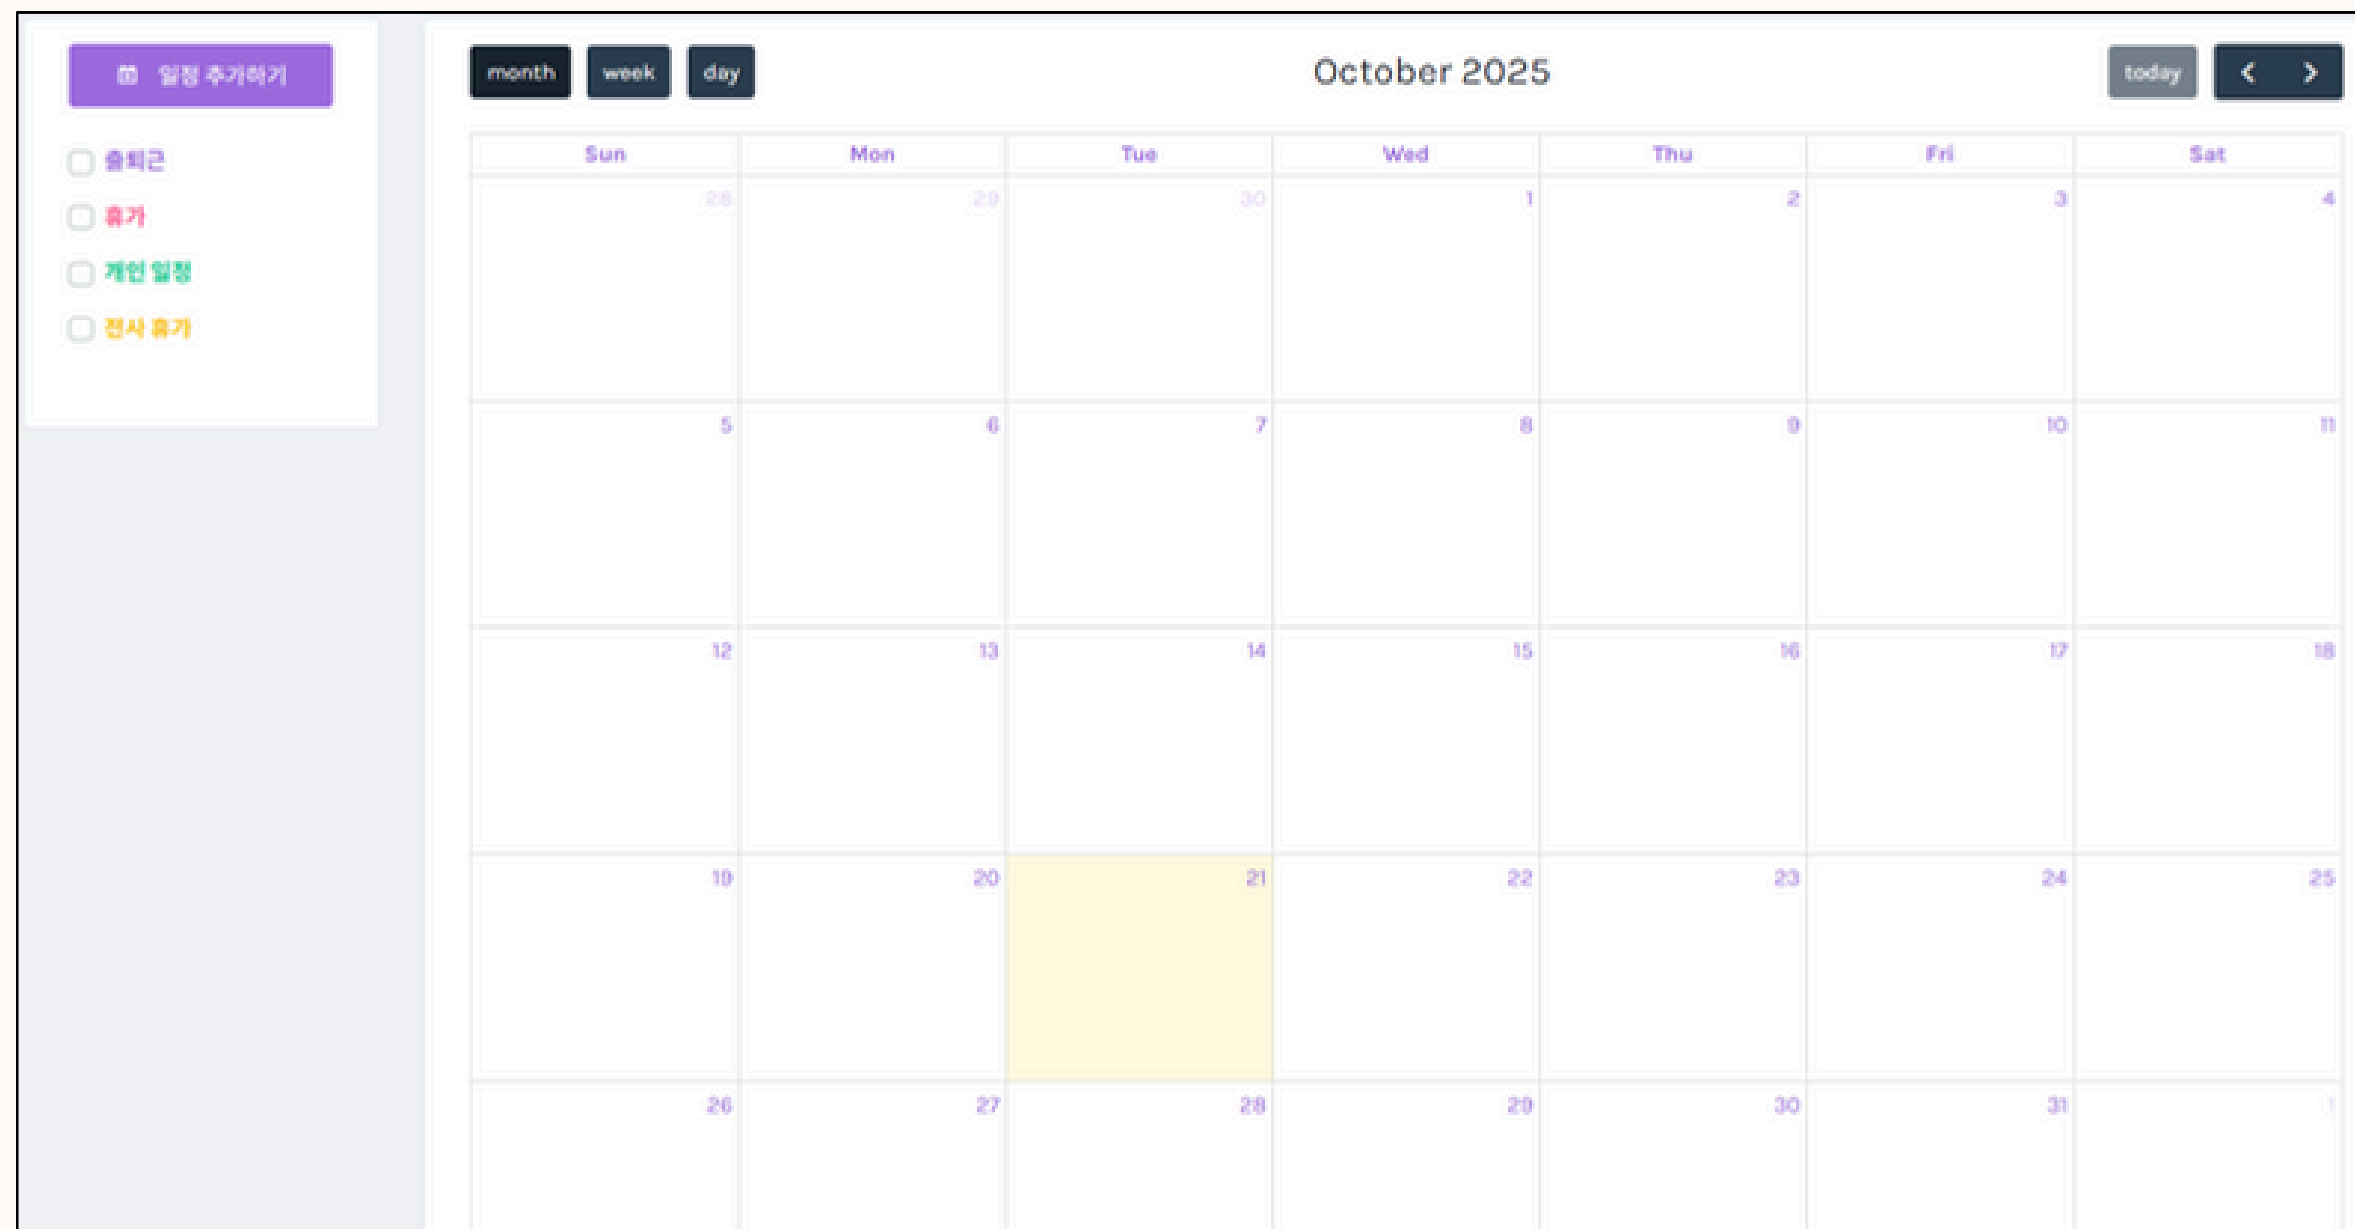 일정 추가하기
출퇴근
휴가
개인 일정
전사 휴가
month week day October 2025 today
Sun Mon Tue Wed Thu Fri Sat
28 29 30 1 2 3 4
5 6 7 8 9 10 11
12 13 14 15 16 17 18
19 20 21 22 23 24 25
26 27 28 29 30 31 1